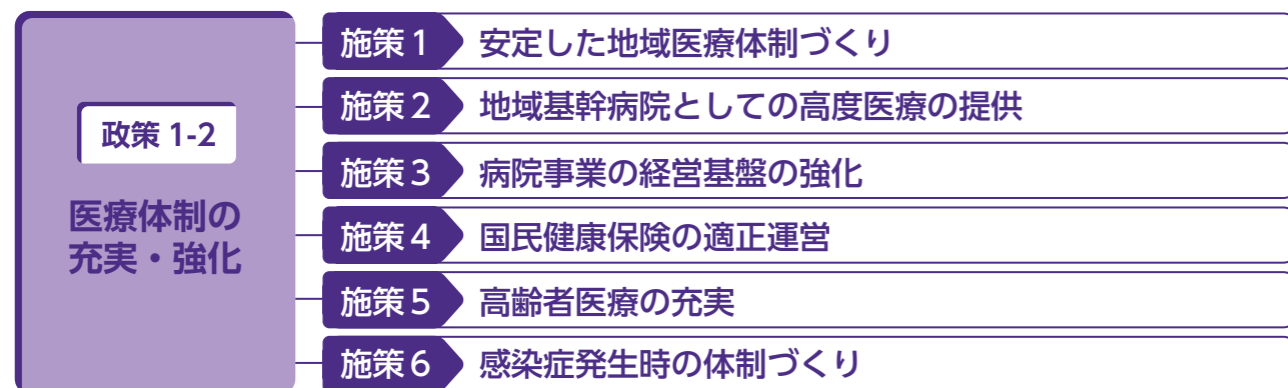 政策 1-2
医療体制の
充実・強化
施策 1 安定した地域医療体制づくり
施策 2 地域基幹病院としての高度医療の提供
施策 3 病院事業の経営基盤の強化
施策 4 国民健康保険の適正運営
施策 5 高齢者医療の充実
施策 6 感染症発生時の体制づくり